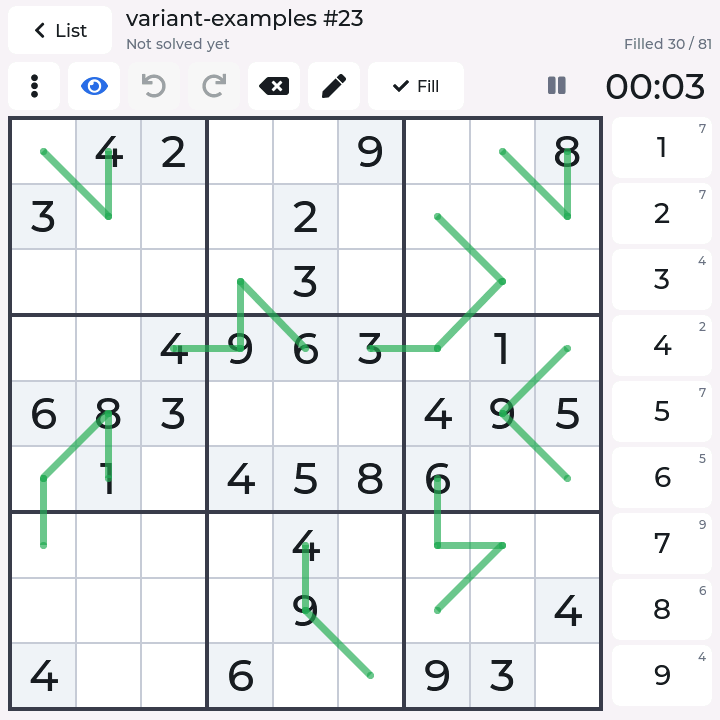 List
variant-examples #23
Not solved yet
Filled 30 / 81
Fill
00:03
4 2 9 8
3 2
3
4 9 6 3 1
6 8 3 4 9 5
1 4 5 8 6
4
9 4
4 6 9 3
1 7
2 7
3 4
4 2
5 7
6 5
7 9
8 6
9 4